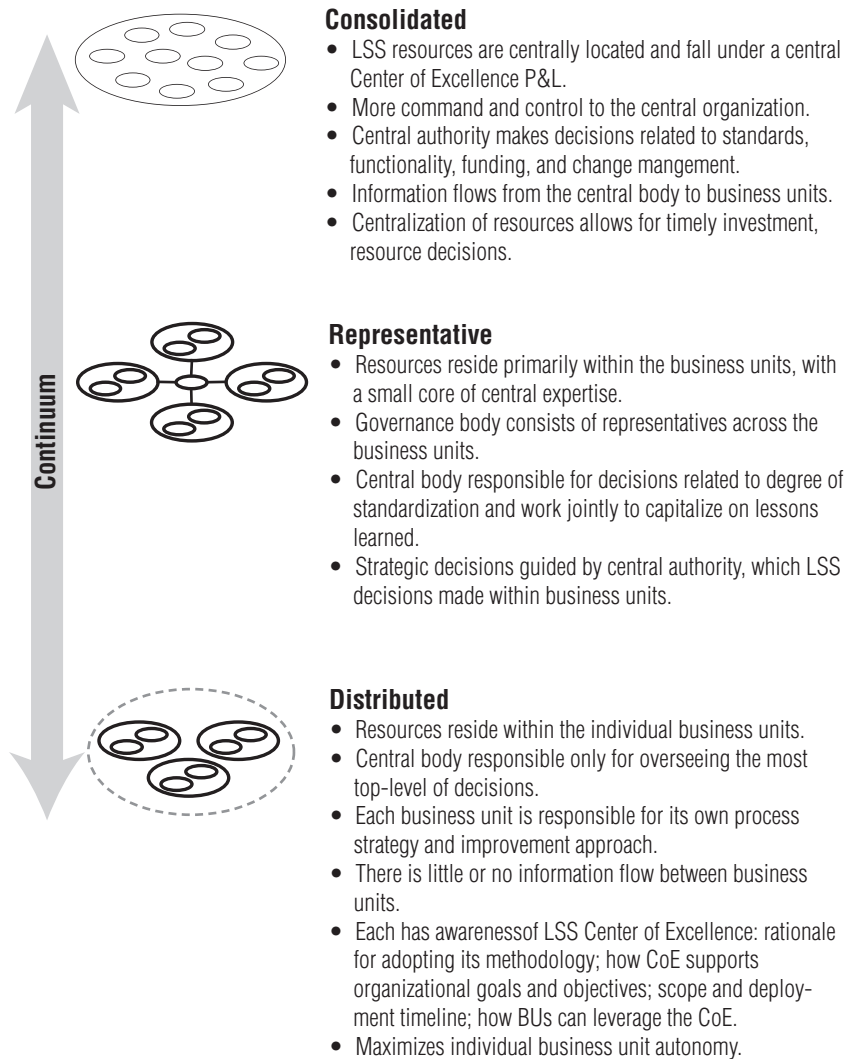 Continuum
Consolidated
• LSS resources are centrally located and fall under a central
Center of Excellence P&L.
• More command and control to the central organization.
• Central authority makes decisions related to standards,
functionality, funding, and change mangement.
• Information flows from the central body to business units.
• Centralization of resources allows for timely investment,
resource decisions.
Representative
• Resources reside primarily within the business units, with
a small core of central expertise.
• Governance body consists of representatives across the
business units.
• Central body responsible for decisions related to degree of
standardization and work jointly to capitalize on lessons
learned.
• Strategic decisions guided by central authority, which LSS
decisions made within business units.
Distributed
• Resources reside within the individual business units.
• Central body responsible only for overseeing the most
top-level of decisions.
• Each business unit is responsible for its own process
strategy and improvement approach.
• There is little or no information flow between business
units.
• Each has awarenessof LSS Center of Excellence: rationale
for adopting its methodology; how CoE supports
organizational goals and objectives; scope and deploy-
ment timeline; how BUs can leverage the CoE.
• Maximizes individual business unit autonomy.